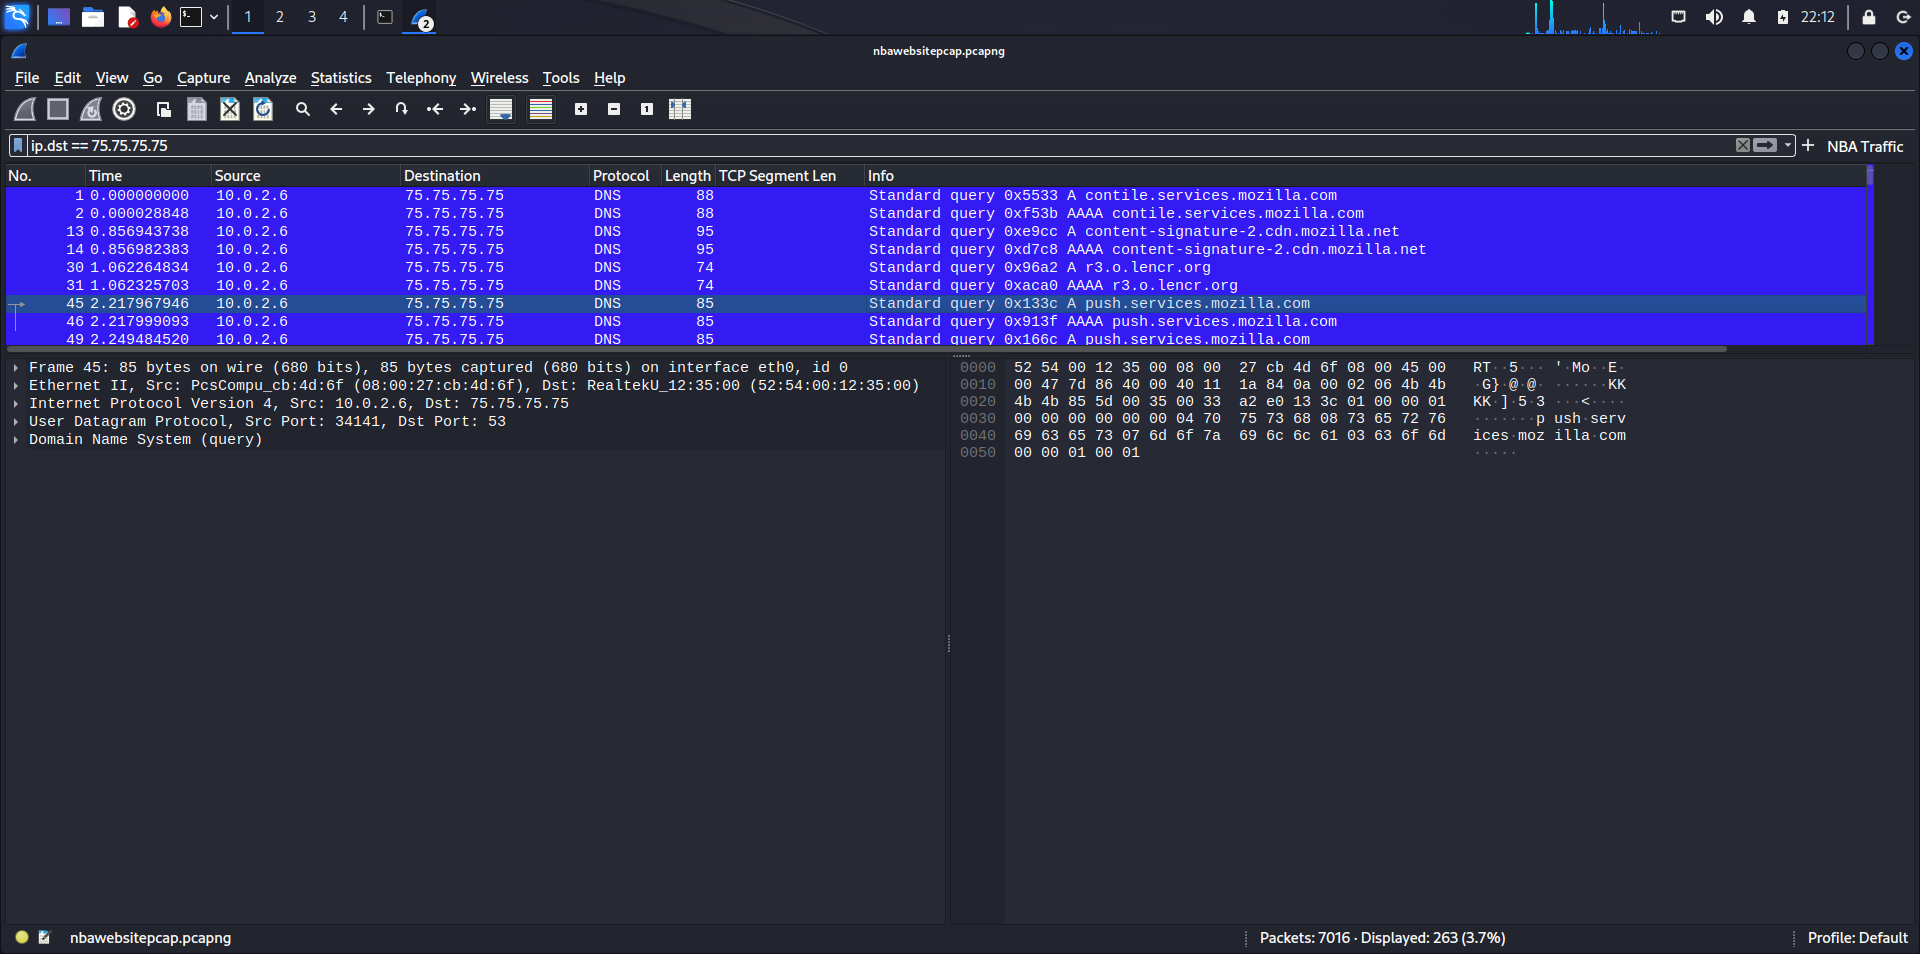 1 2 3 4 2 22:12
nbawebsitepcap.pcapng
File Edit View Go Capture Analyze Statistics Telephony Wireless Tools Help
ip.dst == 75.75.75.75 NBA Traffic
No. Time Source Destination Protocol Length TCP Segment Len Info
1 0.000000000 10.0.2.6 75.75.75.75 DNS 88 Standard query 0x5533 A contile.services.mozilla.com
2 0.000028848 10.0.2.6 75.75.75.75 DNS 88 Standard query 0xf53b AAAA contile.services.mozilla.com
13 0.856943738 10.0.2.6 75.75.75.75 DNS 95 Standard query 0xe9cc A content-signature-2.cdn.mozilla.net
14 0.856982383 10.0.2.6 75.75.75.75 DNS 95 Standard query 0xd7c8 AAAA content-signature-2.cdn.mozilla.net
30 1.062264834 10.0.2.6 75.75.75.75 DNS 74 Standard query 0x96a2 A r3.o.lencr.org
31 1.062325703 10.0.2.6 75.75.75.75 DNS 74 Standard query 0xaca0 AAAA r3.o.lencr.org
45 2.217967946 10.0.2.6 75.75.75.75 DNS 85 Standard query 0x133c A push.services.mozilla.com
46 2.217999093 10.0.2.6 75.75.75.75 DNS 85 Standard query 0x913f AAAA push.services.mozilla.com
49 2.249484520 10.0.2.6 75.75.75.75 DNS 85 Standard query 0x166c A push.services.mozilla.com
Frame 45: 85 bytes on wire (680 bits), 85 bytes captured (680 bits) on interface eth0, id 0
Ethernet II, Src: PcsCompu_cb:4d:6f (08:00:27:cb:4d:6f), Dst: RealtekU_12:35:00 (52:54:00:12:35:00)
Internet Protocol Version 4, Src: 10.0.2.6, Dst: 75.75.75.75
User Datagram Protocol, Src Port: 34141, Dst Port: 53
Domain Name System (query)
0000 52 54 00 12 35 00 08 00 27 cb 4d 6f 08 00 45 00 RT··5··· '·Mo··E·
0010 00 47 7d 86 40 00 40 11 1a 84 0a 00 02 06 4b 4b ·G}·@·@· ······KK
0020 4b 4b 85 5d 00 35 00 33 a2 e0 13 3c 01 00 00 01 KK·]·5·3 ···<····
0030 00 00 00 00 00 00 04 70 75 73 68 08 73 65 72 76 ·······p ush·serv
0040 69 63 65 73 07 6d 6f 7a 69 6c 6c 61 03 63 6f 6d ices·moz illa·com
0050 00 00 01 00 01 ·····
nbawebsitepcap.pcapng Packets: 7016 · Displayed: 263 (3.7%) Profile: Default